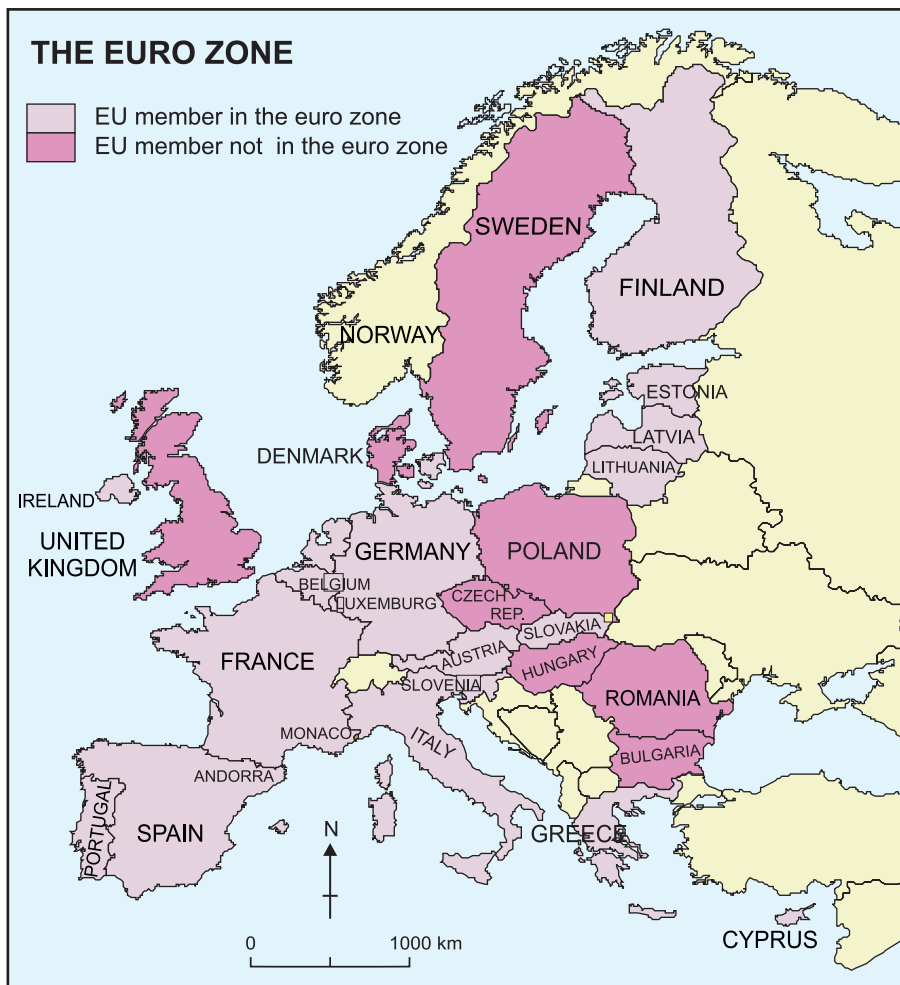 THE EURO ZONE
EU member in the euro zone
EU member not in the euro zone
SWEDEN
FINLAND
NORWAY
ESTONIA
LATVIA
LITHUANIA
DENMARK
IRELAND
UNITED
KINGDOM
GERMANY
POLAND
BELGIUM
LUXEMBURG
CZECH
REP.
SLOVAKIA
AUSTRIA
HUNGARY
FRANCE
SLOVENIA
ROMANIA
MONACO
ITALY
BULGARIA
ANDORRA
PORTUGAL
SPAIN
GREECE
N
CYPRUS
0 1000 km